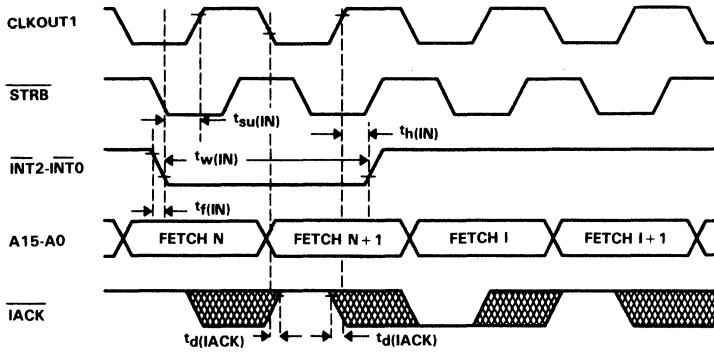 CLKOUT1
STRB
tsu(IN)
th(IN)
INT2-INT0
tw(IN)
tf(IN)
A15-A0
FETCH N
FETCH N + 1
FETCH I
FETCH I + 1
IACK
td(IACK)
td(IACK)